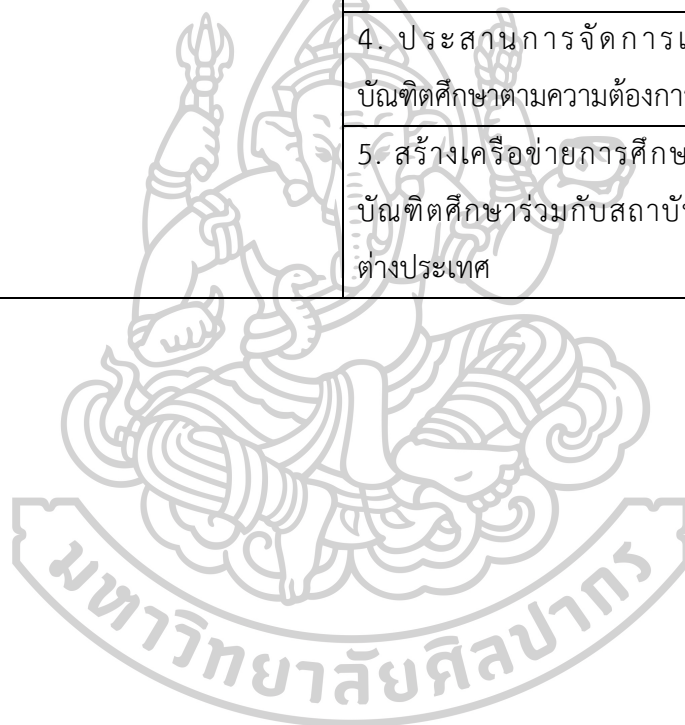 4. ประสานการจัดการเ
บัณฑิตศึกษาตามความต้องกา
5. สร้างเครือข่ายการศึกษ
บัณฑิตศึกษาร่วมกับสถาบั
ต่างประเทศ
มหาวิทยาลัยศิลปากร